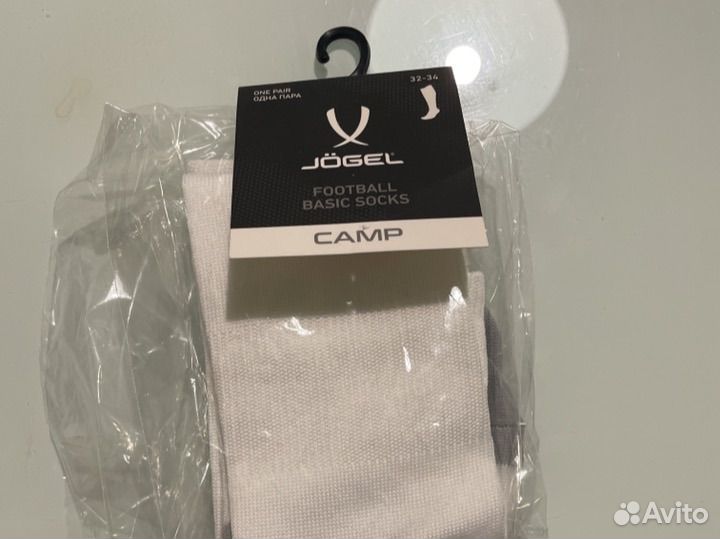 ONE PAIR
ОДНА ПАРА
32-34
JÖGEL
FOOTBALL
BASIC SOCKS
CAMP
Avito